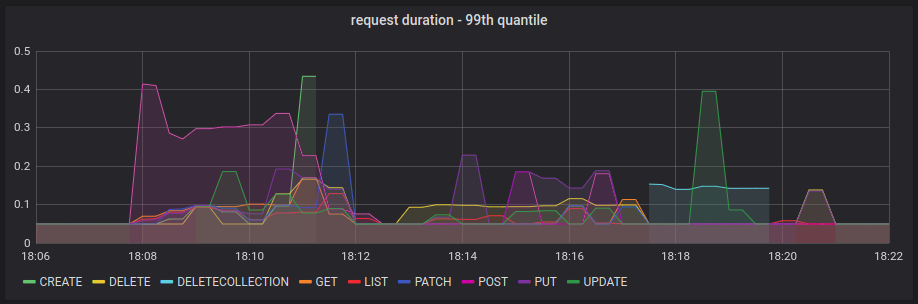 request duration - 99th quantile
0.5
0.4
0.3
0.2
0.1
0
18:06 18:08 18:10 18:12 18:14 18:16 18:18 18:20 18:22
CREATE DELETE DELETECOLLECTION GET LIST PATCH POST PUT UPDATE